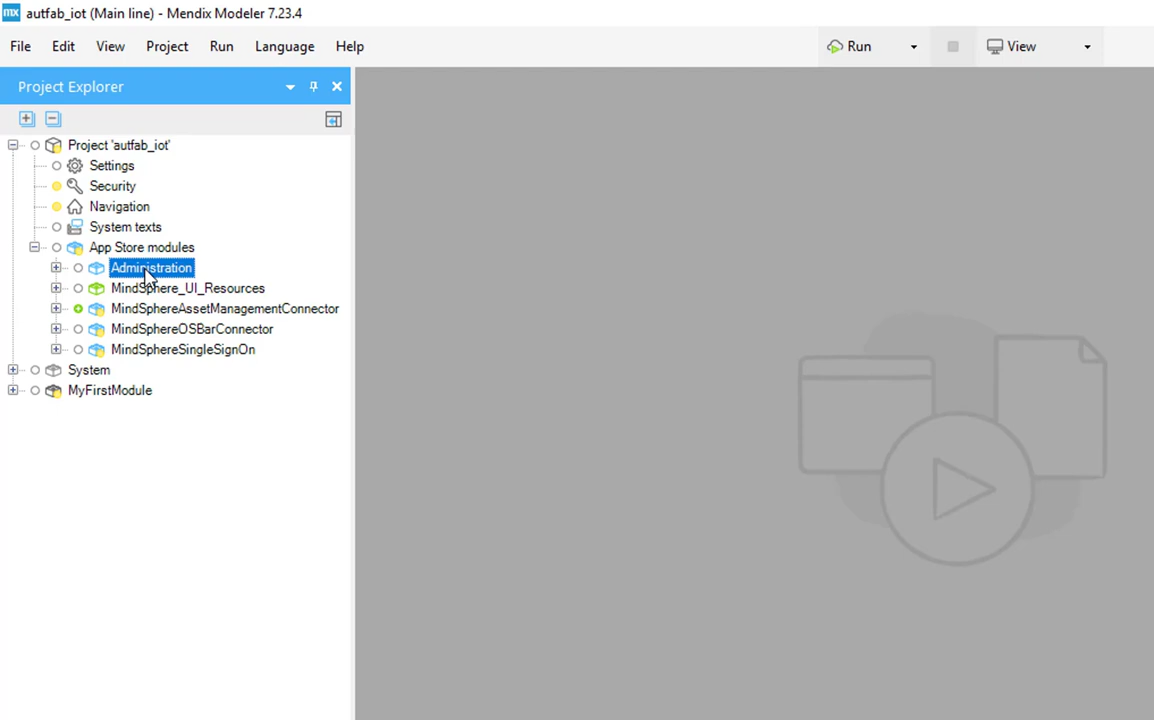 mx autfab_iot (Main line) - Mendix Modeler 7.23.4
File Edit View Project Run Language Help Run View
Project Explorer
Project 'autfab_iot'
Settings
Security
Navigation
System texts
App Store modules
Administration
MindSphere_UI_Resources
MindSphereAssetManagementConnector
MindSphereOSBarConnector
MindSphereSingleSignOn
System
MyFirstModule